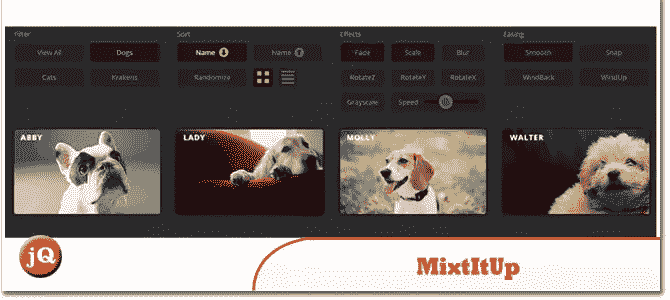 Filter
View All
Dogs
Cats
Krakens
Sort
Name
Name
Randomize
Effects
Fade
Scale
Blur
RotateZ
RotateY
RotateX
Grayscale
Speed
Easing
Smooth
Snap
WindBack
WindUp
ABBY
LADY
MOLLY
WALTER
jQ
MixtItUp